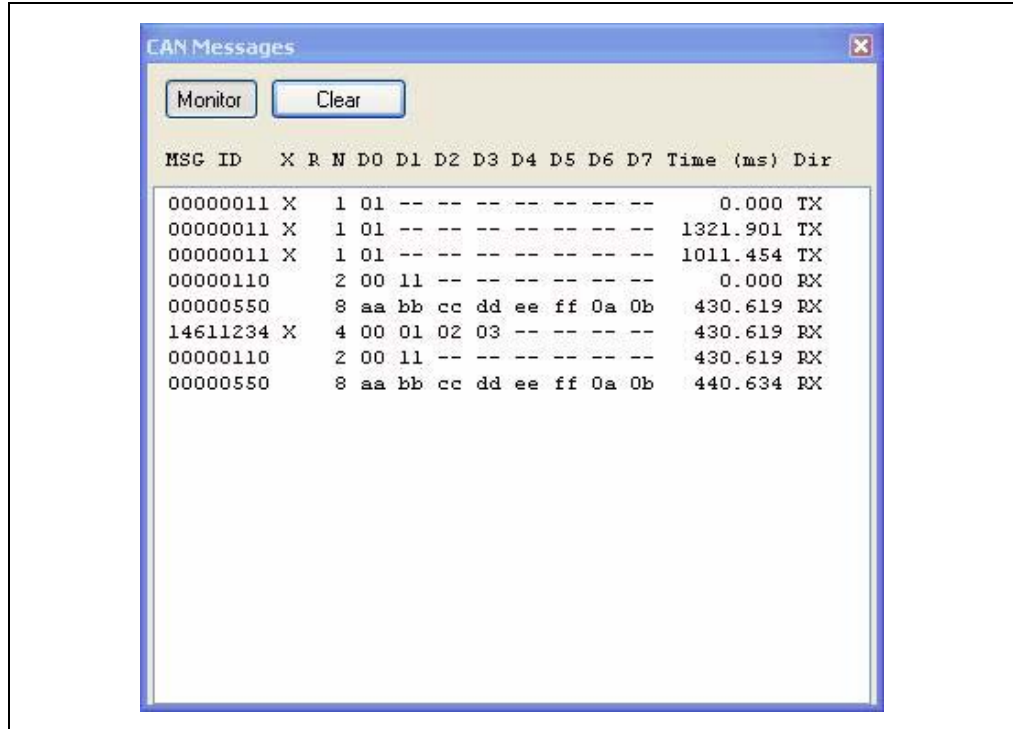 CAN Messages
Monitor Clear
MSG ID X R N D0 D1 D2 D3 D4 D5 D6 D7 Time (ms) Dir
00000011 X 1 01 -- -- -- -- -- -- -- 0.000 TX
00000011 X 1 01 -- -- -- -- -- -- -- 1321.901 TX
00000011 X 1 01 -- -- -- -- -- -- -- 1011.454 TX
00000110 2 00 11 -- -- -- -- -- -- 0.000 RX
00000550 8 aa bb cc dd ee ff 0a 0b 430.619 RX
14611234 X 4 00 01 02 03 -- -- -- -- 430.619 RX
00000110 2 00 11 -- -- -- -- -- -- 430.619 RX
00000550 8 aa bb cc dd ee ff 0a 0b 440.634 RX